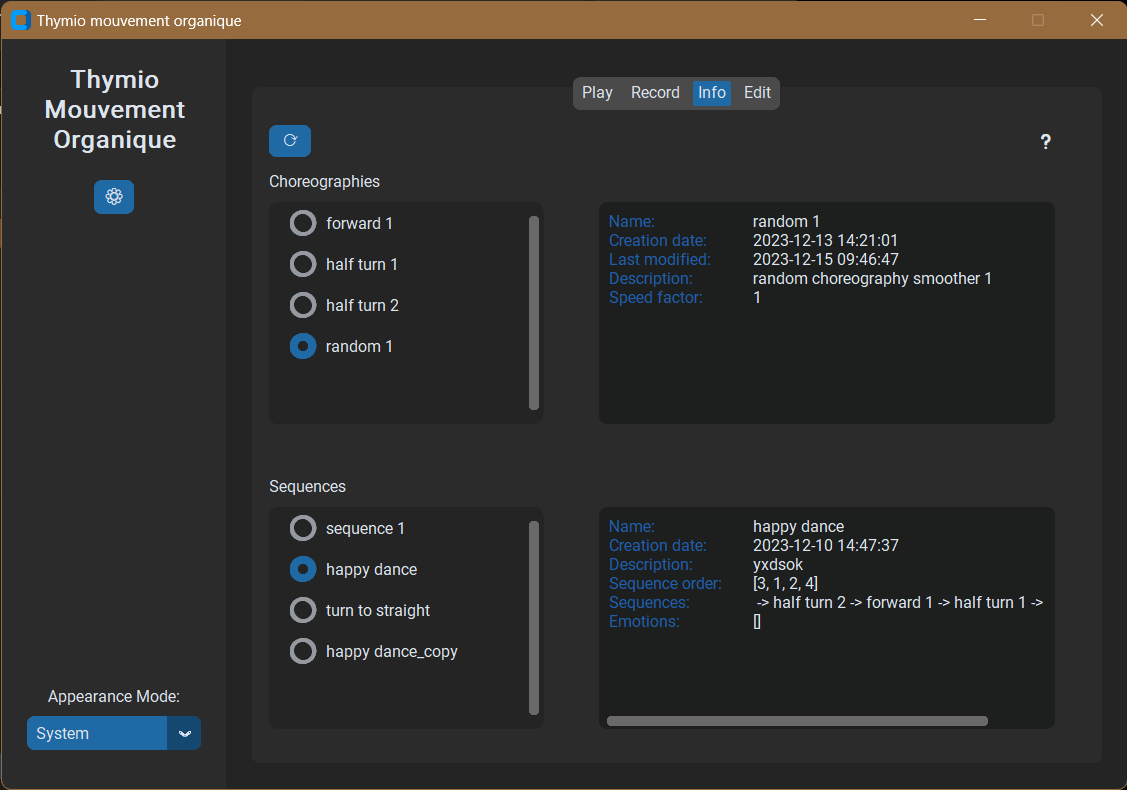 Thymio mouvement organique
Thymio
Mouvement
Organique
Play Record Info Edit
?
Choreographies
forward 1
half turn 1
half turn 2
random 1
Name: random 1
Creation date: 2023-12-13 14:21:01
Last modified: 2023-12-15 09:46:47
Description: random choreography smoother 1
Speed factor: 1
Sequences
sequence 1
happy dance
turn to straight
happy dance_copy
Name: happy dance
Creation date: 2023-12-10 14:47:37
Description: yxdsok
Sequence order: [3, 1, 2, 4]
Sequences: -> half turn 2 -> forward 1 -> half turn 1 ->
Emotions: []
Appearance Mode:
System